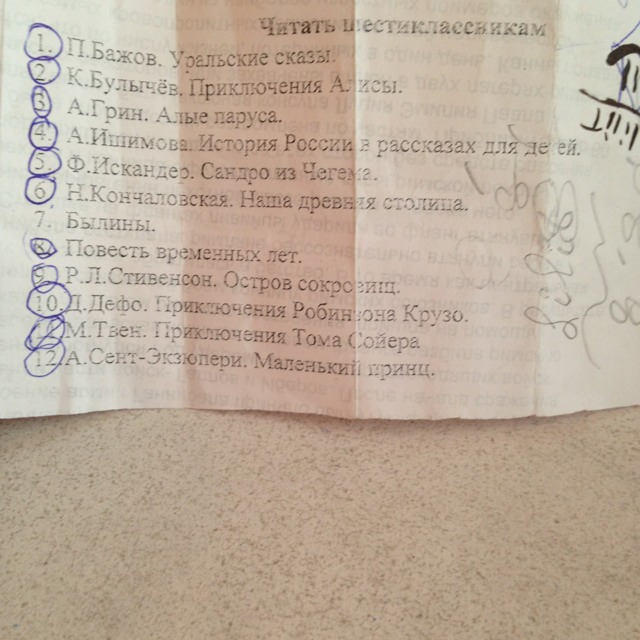 Читать шестиклассникам
1. П.Бажов. Уральские сказы.
2. К.Булычёв. Приключения Алисы.
3. А.Грин. Алые паруса.
4. А.Ишимова. История России в рассказах для детей.
5. Ф.Искандер. Сандро из Чегема.
6. Н.Кончаловская. Наша древняя столица.
7. Былины.
8. Повесть временных лет.
9. Р.Л.Стивенсон. Остров сокровищ.
10. Д.Дефо. Приключения Робинзона Крузо.
11. М.Твен. Приключения Тома Сойера
12. А.Сент-Экзюпери. Маленький принц.